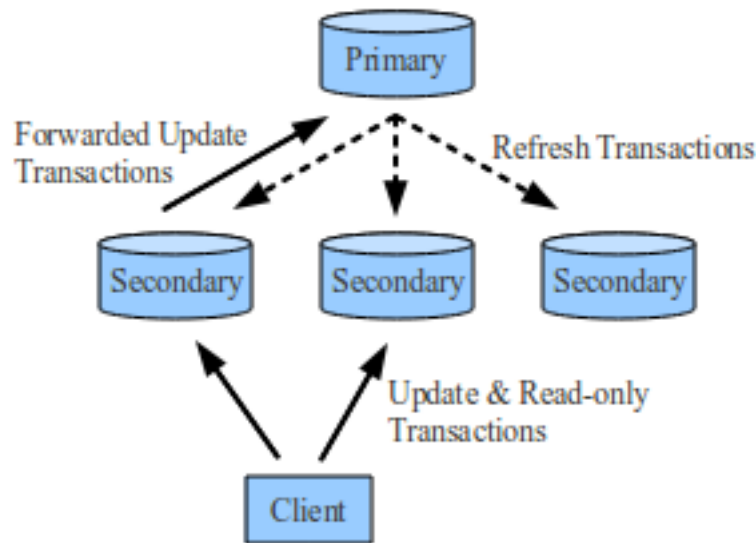 Primary
Forwarded Update
Transactions
Refresh Transactions
Secondary
Secondary
Secondary
Update & Read-only
Transactions
Client